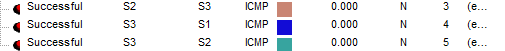 Successful S2 S3 ICMP 0.000 N 3 (e...
Successful S3 S1 ICMP 0.000 N 4 (e...
Successful S3 S2 ICMP 0.000 N 5 (e...